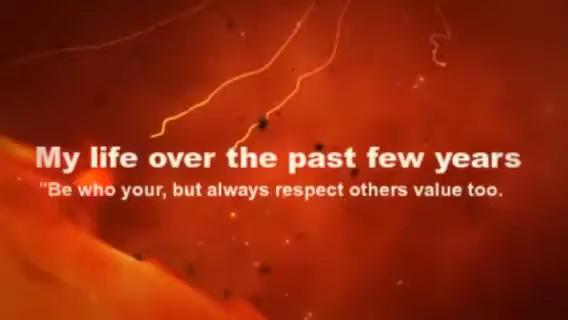 My life over the past few years
"Be who your, but always respect others value too.